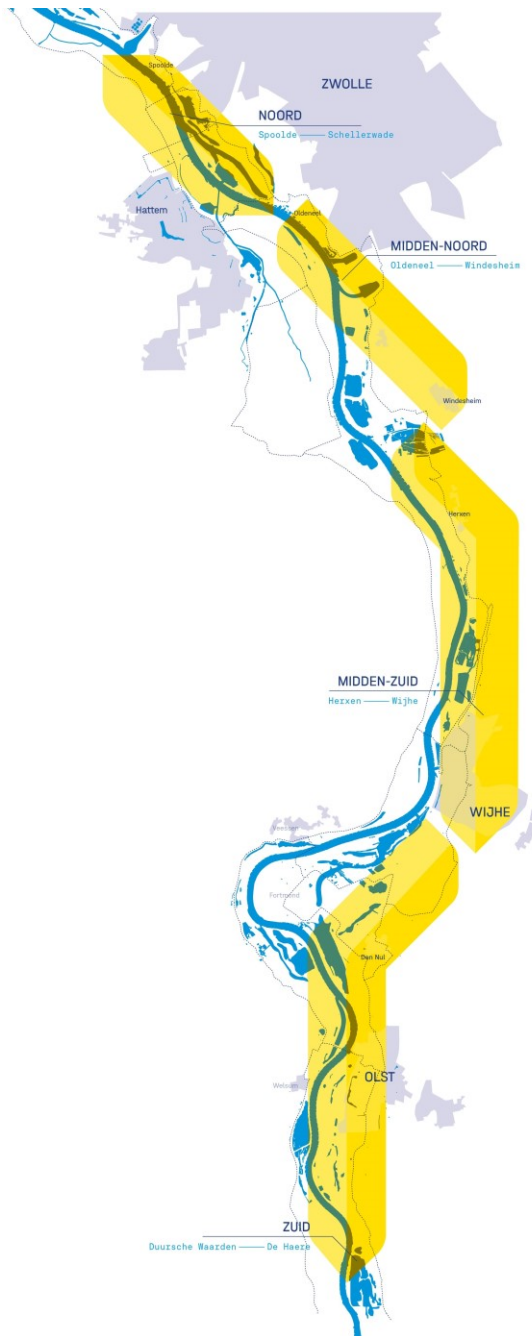 Spoolde
ZWOLLE
NOORD
Spoolde — Schellerwade
Hattem
Oldeneel
MIDDEN-NOORD
Oldeneel — Windesheim
Windesheim
Herxen
MIDDEN-ZUID
Herxen — Wijhe
WIJHE
Veessen
Fortmond
Den Nul
OLST
Welsum
ZUID
Duursche Waarden — De Haere